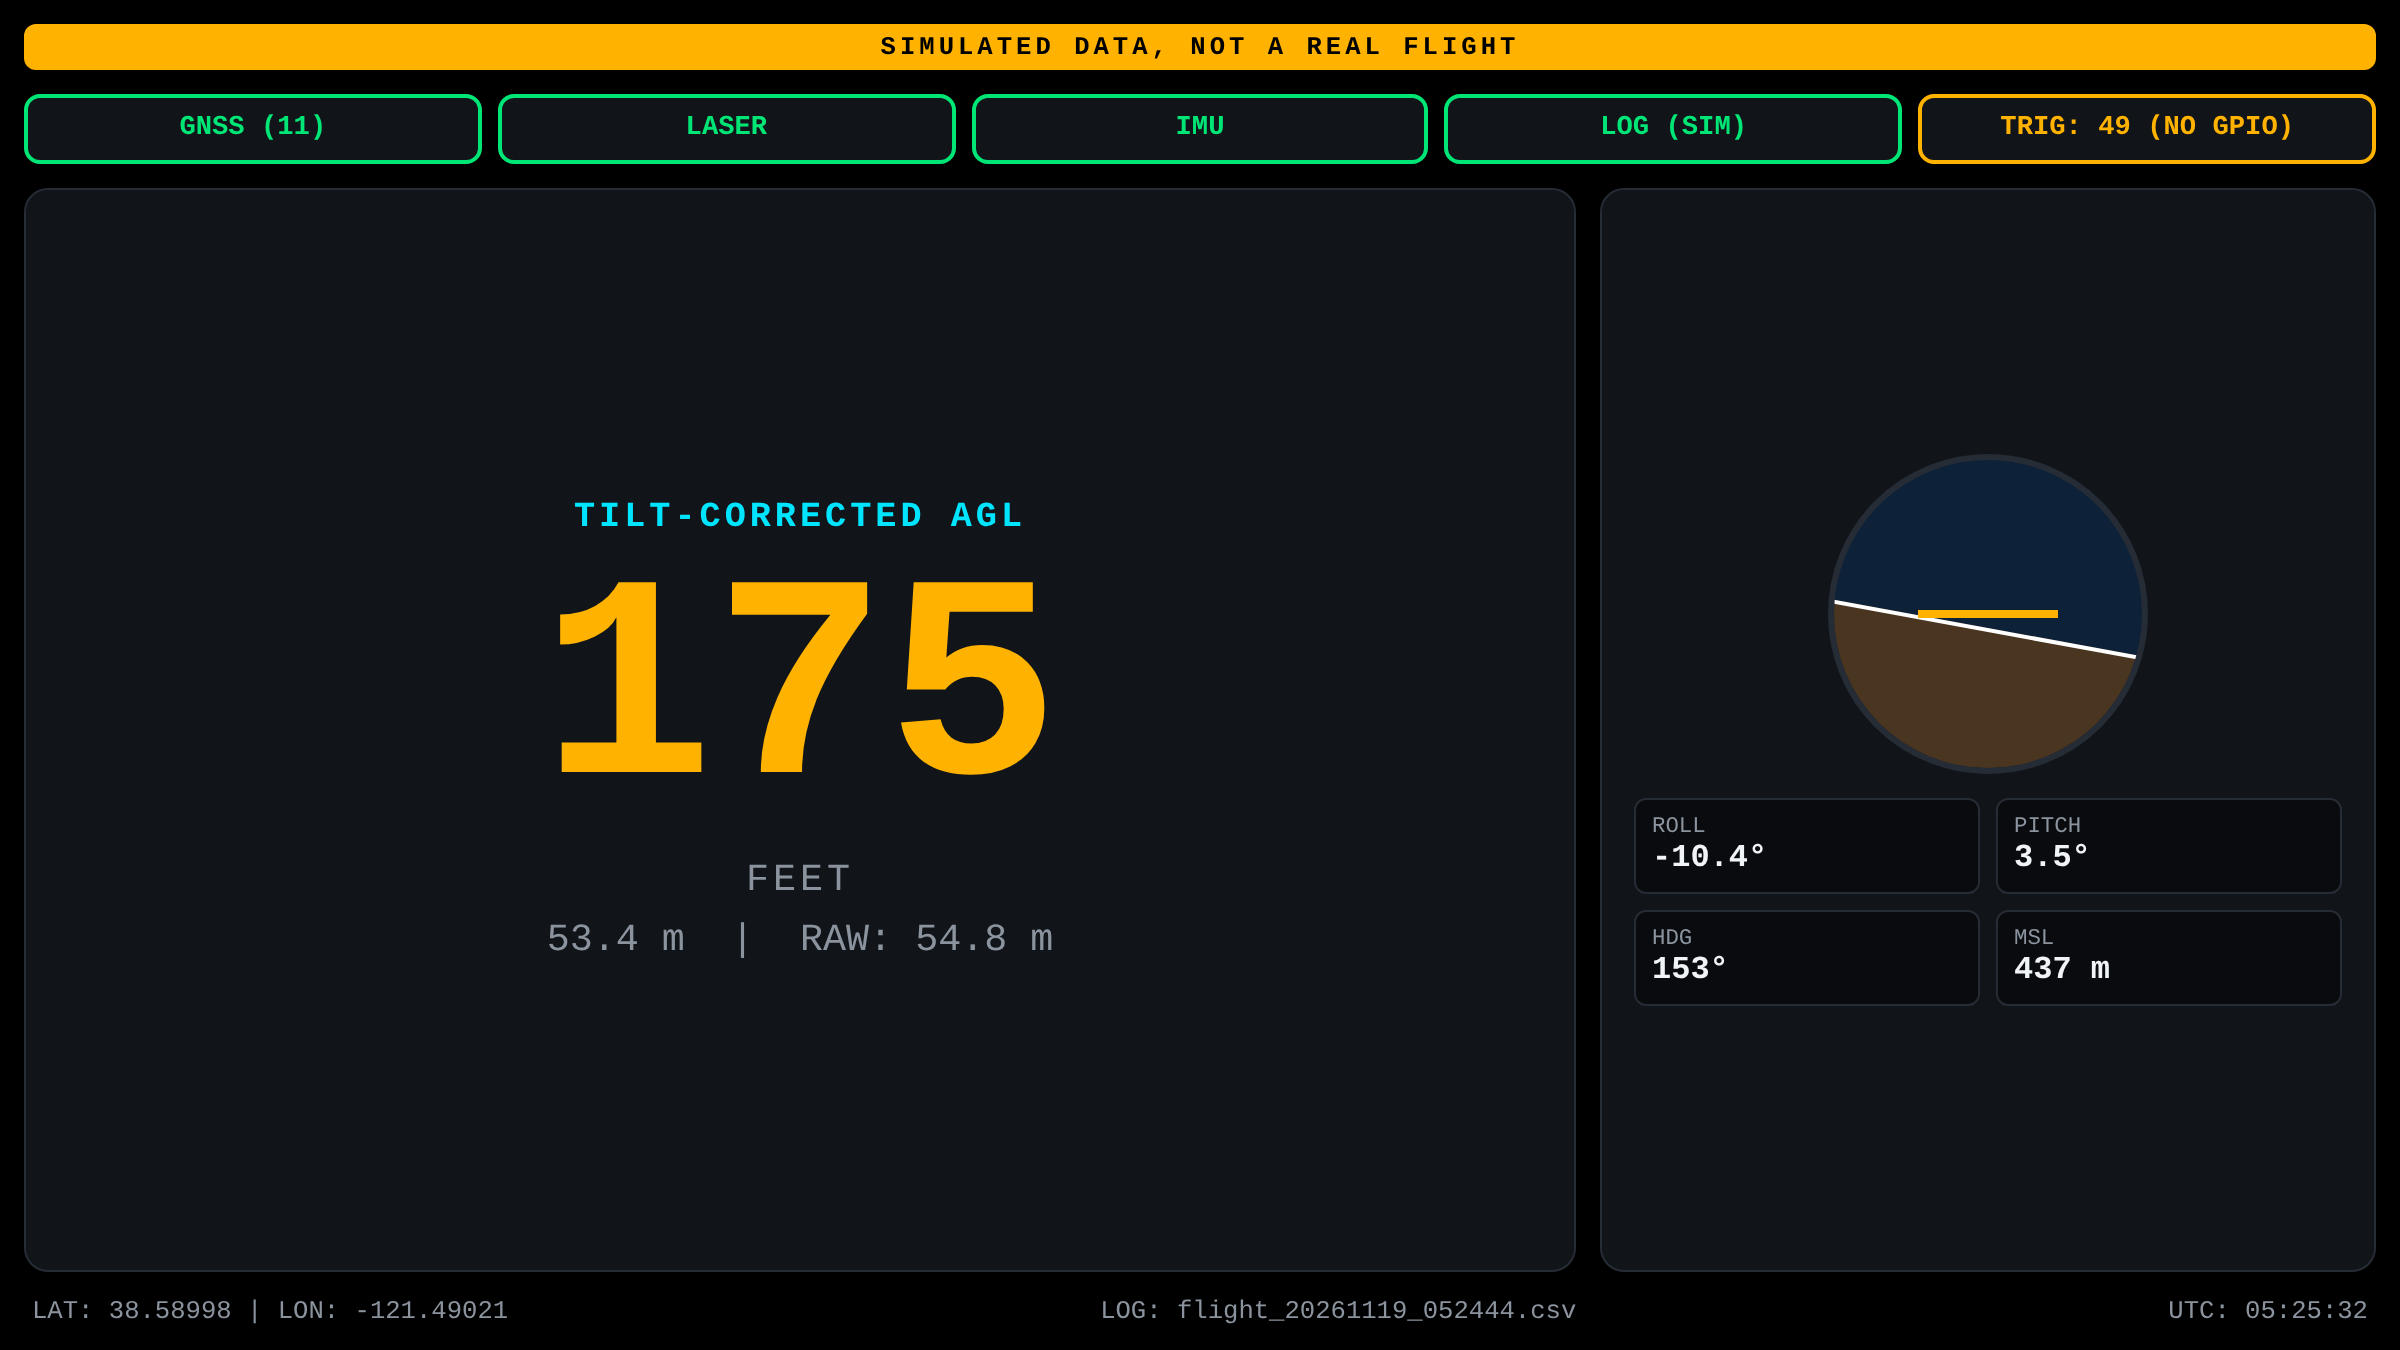 SIMULATED DATA, NOT A REAL FLIGHT
GNSS (11)
LASER
IMU
LOG (SIM)
TRIG: 49 (NO GPIO)
TILT-CORRECTED AGL
175
FEET
53.4 m | RAW: 54.8 m
ROLL
-10.4°
PITCH
3.5°
HDG
153°
MSL
437 m
LAT: 38.58998 | LON: -121.49021
LOG: flight_20261119_052444.csv
UTC: 05:25:32